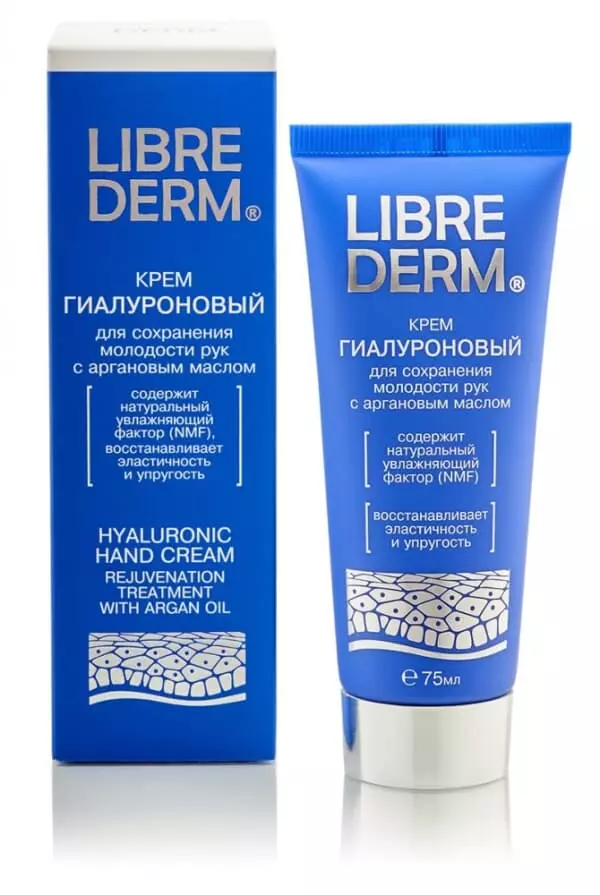 LIBRE
DERM®
КРЕМ
ГИАЛУРОНОВЫЙ
для сохранения
молодости рук
с аргановым маслом
содержит
натуральный
увлажняющий
фактор (NMF),
восстанавливает
эластичность
и упругость
HYALURONIC
HAND CREAM
REJUVENATION
TREATMENT
WITH ARGAN OIL
LIBRE
DERM®
КРЕМ
ГИАЛУРОНОВЫЙ
для сохранения
молодости рук
с аргановым маслом
содержит
натуральный
увлажняющий
фактор (NMF)
восстанавливает
эластичность
и упругость
℮75мл